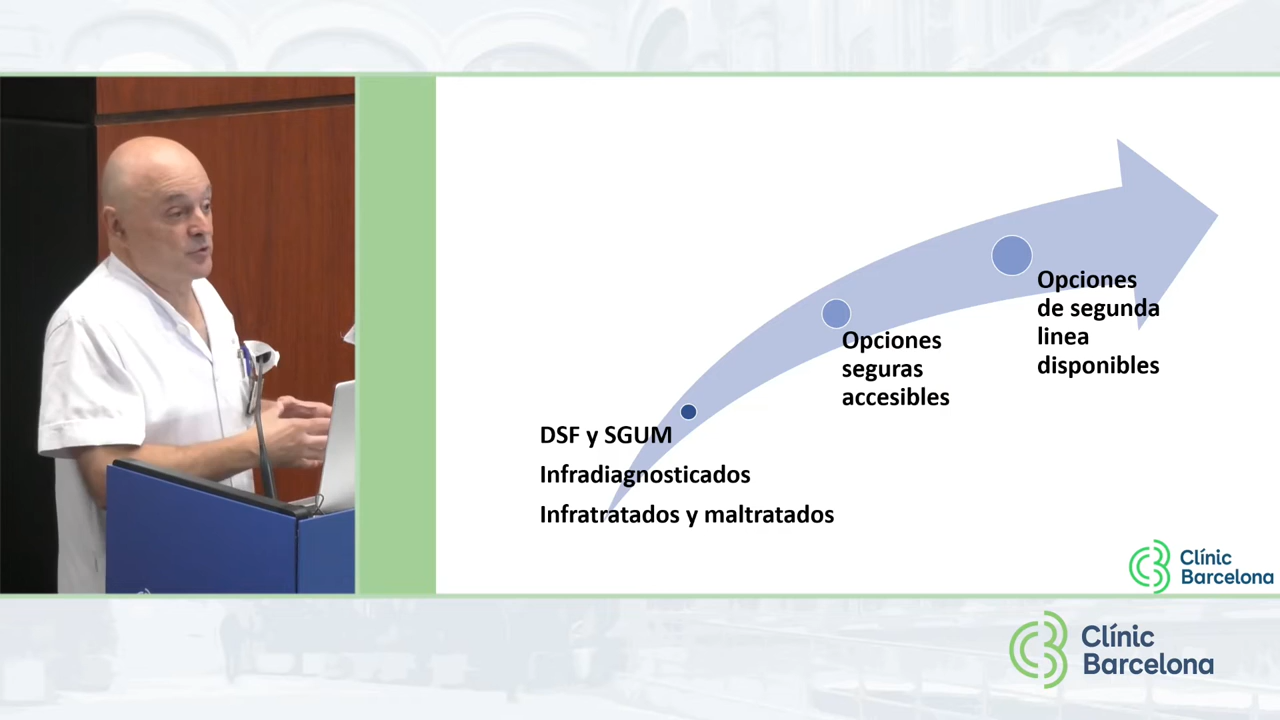 DSF y SGUM
Infradiagnosticados
Infratratados y maltratados
Opciones
seguras
accesibles
Opciones
de segunda
linea
disponibles
Clínic
Barcelona
Clínic
Barcelona